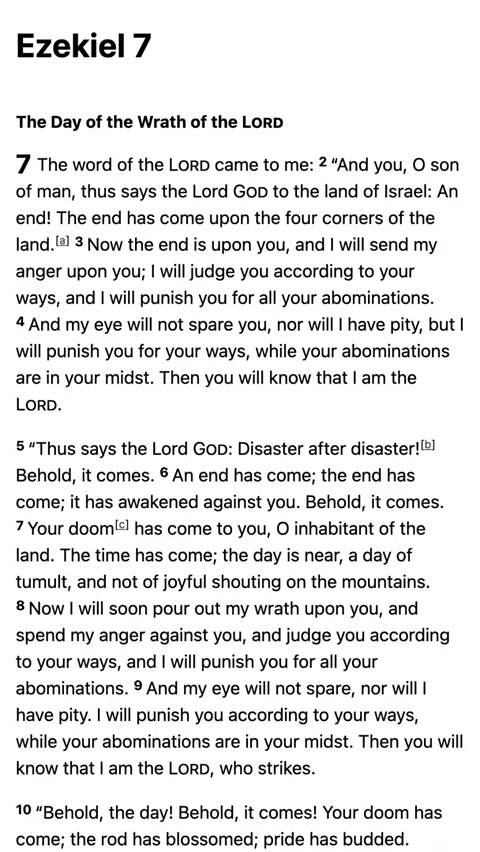 Ezekiel 7
The Day of the Wrath of the LORD
7 The word of the LORD came to me: 2 “And you, O son
of man, thus says the Lord GOD to the land of Israel: An
end! The end has come upon the four corners of the
land.[a] 3 Now the end is upon you, and I will send my
anger upon you; I will judge you according to your
ways, and I will punish you for all your abominations.
4 And my eye will not spare you, nor will I have pity, but I
will punish you for your ways, while your abominations
are in your midst. Then you will know that I am the
LORD.
5 “Thus says the Lord GOD: Disaster after disaster![b]
Behold, it comes. 6 An end has come; the end has
come; it has awakened against you. Behold, it comes.
7 Your doom[c] has come to you, O inhabitant of the
land. The time has come; the day is near, a day of
tumult, and not of joyful shouting on the mountains.
8 Now I will soon pour out my wrath upon you, and
spend my anger against you, and judge you according
to your ways, and I will punish you for all your
abominations. 9 And my eye will not spare, nor will I
have pity. I will punish you according to your ways,
while your abominations are in your midst. Then you will
know that I am the LORD, who strikes.
10 “Behold, the day! Behold, it comes! Your doom has
come; the rod has blossomed; pride has budded.